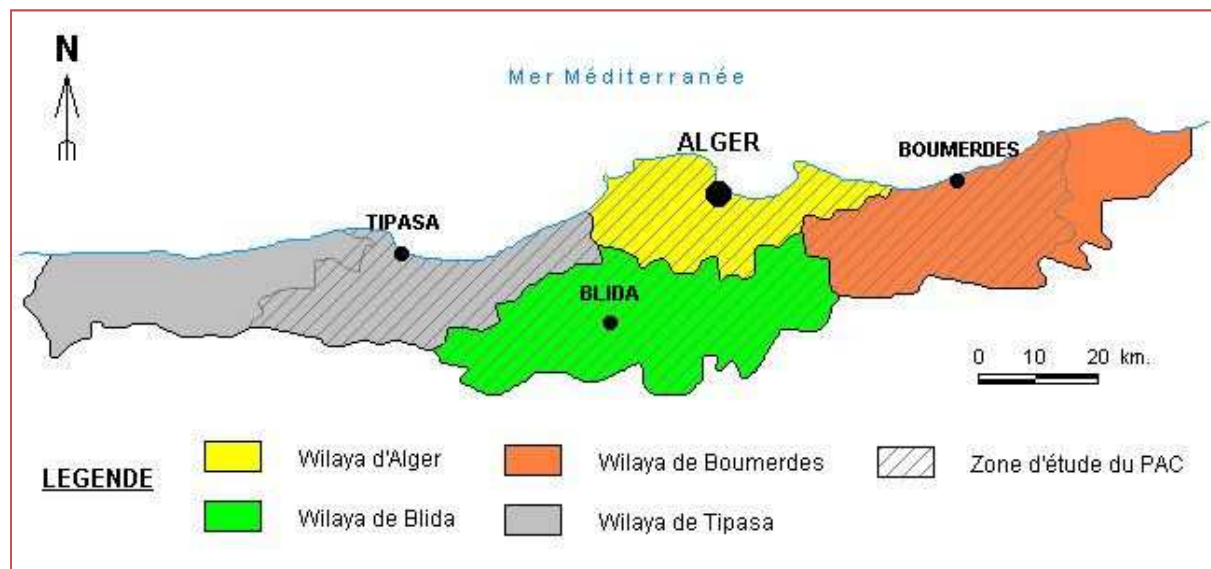 N
Mer Méditerranée
ALGER
BOUMERDES
TIPASA
BLIDA
0 10 20 km.
LEGENDE
Wilaya d'Alger
Wilaya de Boumerdes
Zone d'étude du PAC
Wilaya de Blida
Wilaya de Tipasa